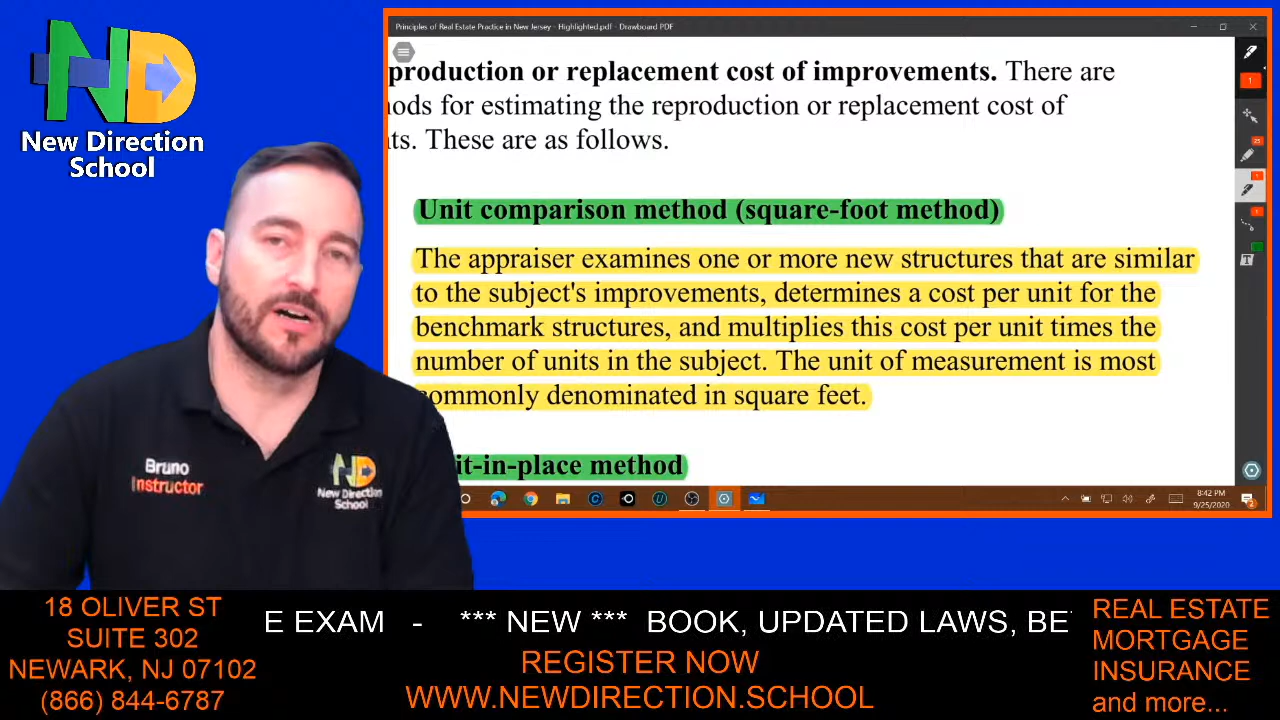 New Direction
School
Principles of Real Estate Practice in New Jersey - Highlighted.pdf - Drawboard PDF
production or replacement cost of improvements. There are
ods for estimating the reproduction or replacement cost of
ts. These are as follows.
Unit comparison method (square-foot method)
The appraiser examines one or more new structures that are similar
to the subject's improvements, determines a cost per unit for the
benchmark structures, and multiplies this cost per unit times the
number of units in the subject. The unit of measurement is most
commonly denominated in square feet.
it-in-place method
8:42 PM
9/25/2020
Bruno
Instructor
ND
New Direction
School
18 OLIVER ST
SUITE 302
NEWARK, NJ 07102
(866) 844-6787
E EXAM - *** NEW *** BOOK, UPDATED LAWS, BE
REGISTER NOW
WWW.NEWDIRECTION.SCHOOL
REAL ESTATE
MORTGAGE
INSURANCE
and more...